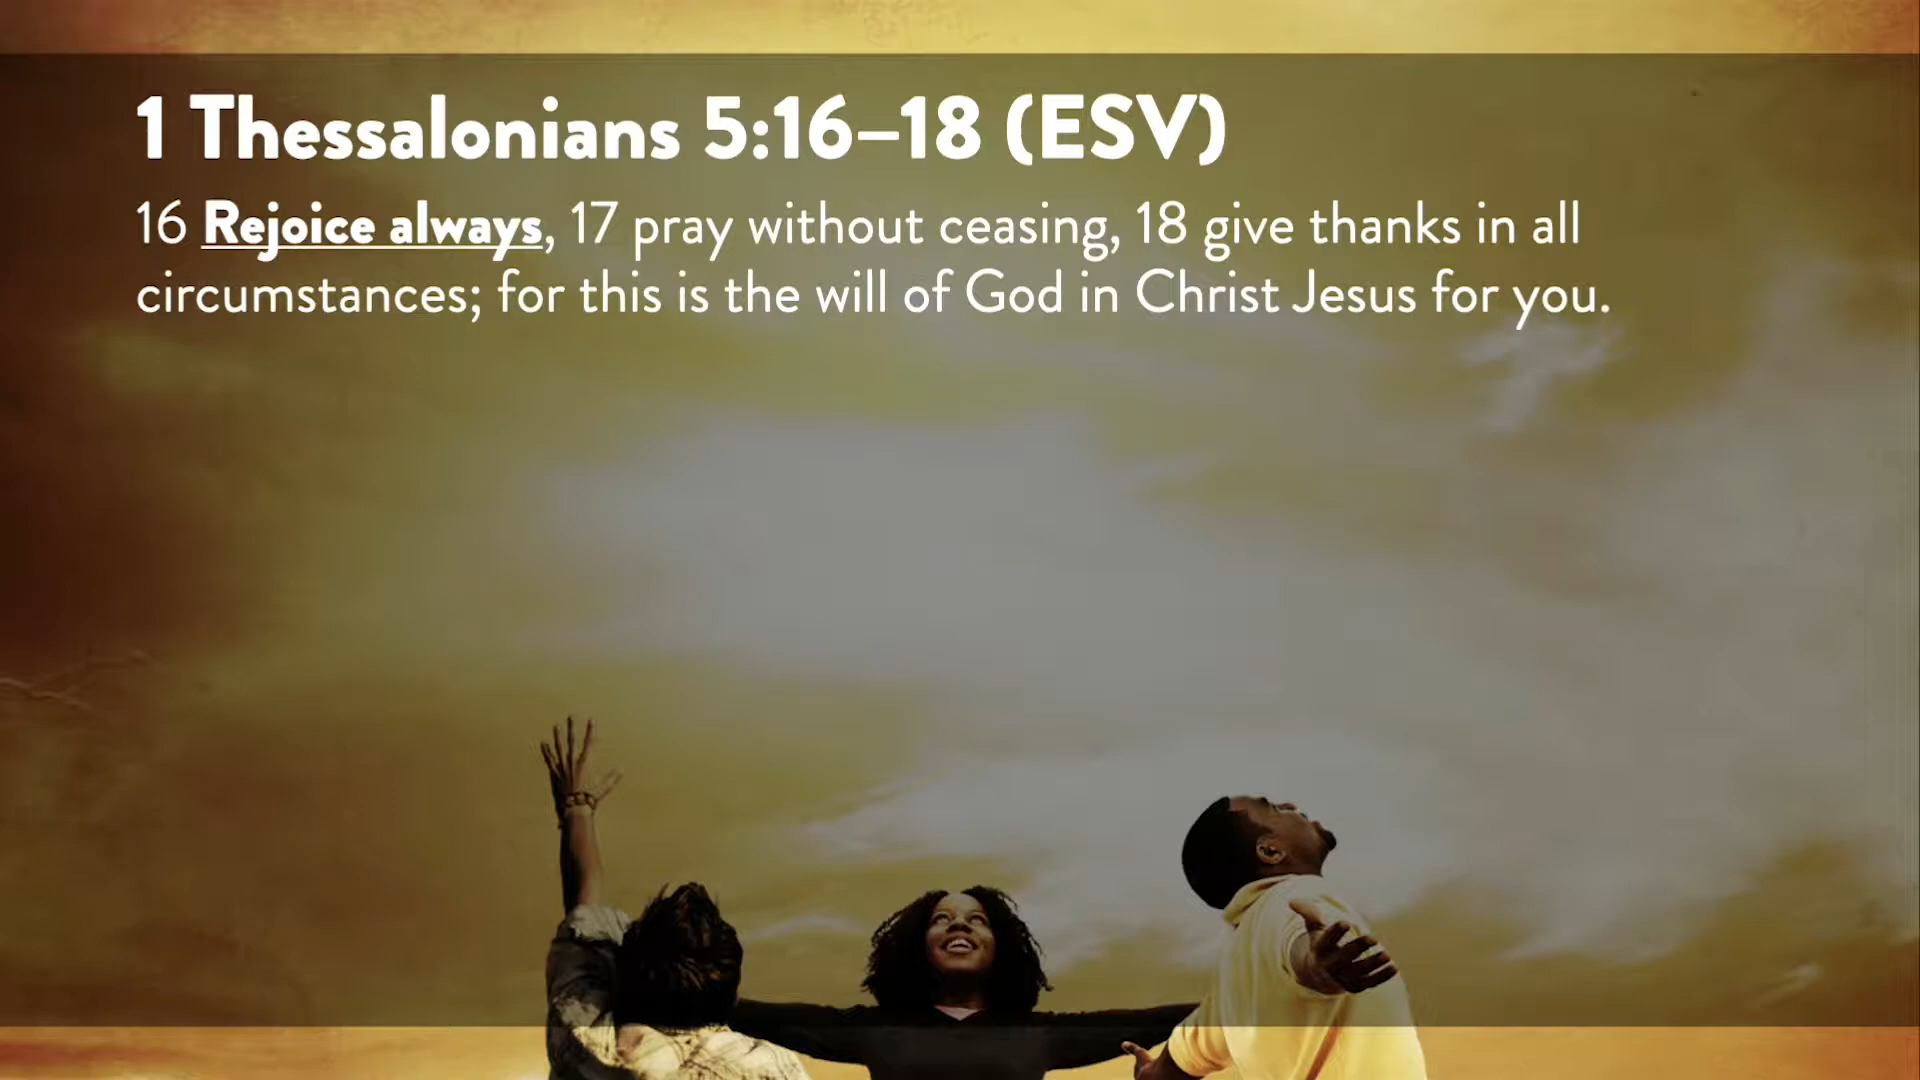 1 Thessalonians 5:16–18 (ESV)
16 Rejoice always, 17 pray without ceasing, 18 give thanks in all
circumstances; for this is the will of God in Christ Jesus for you.